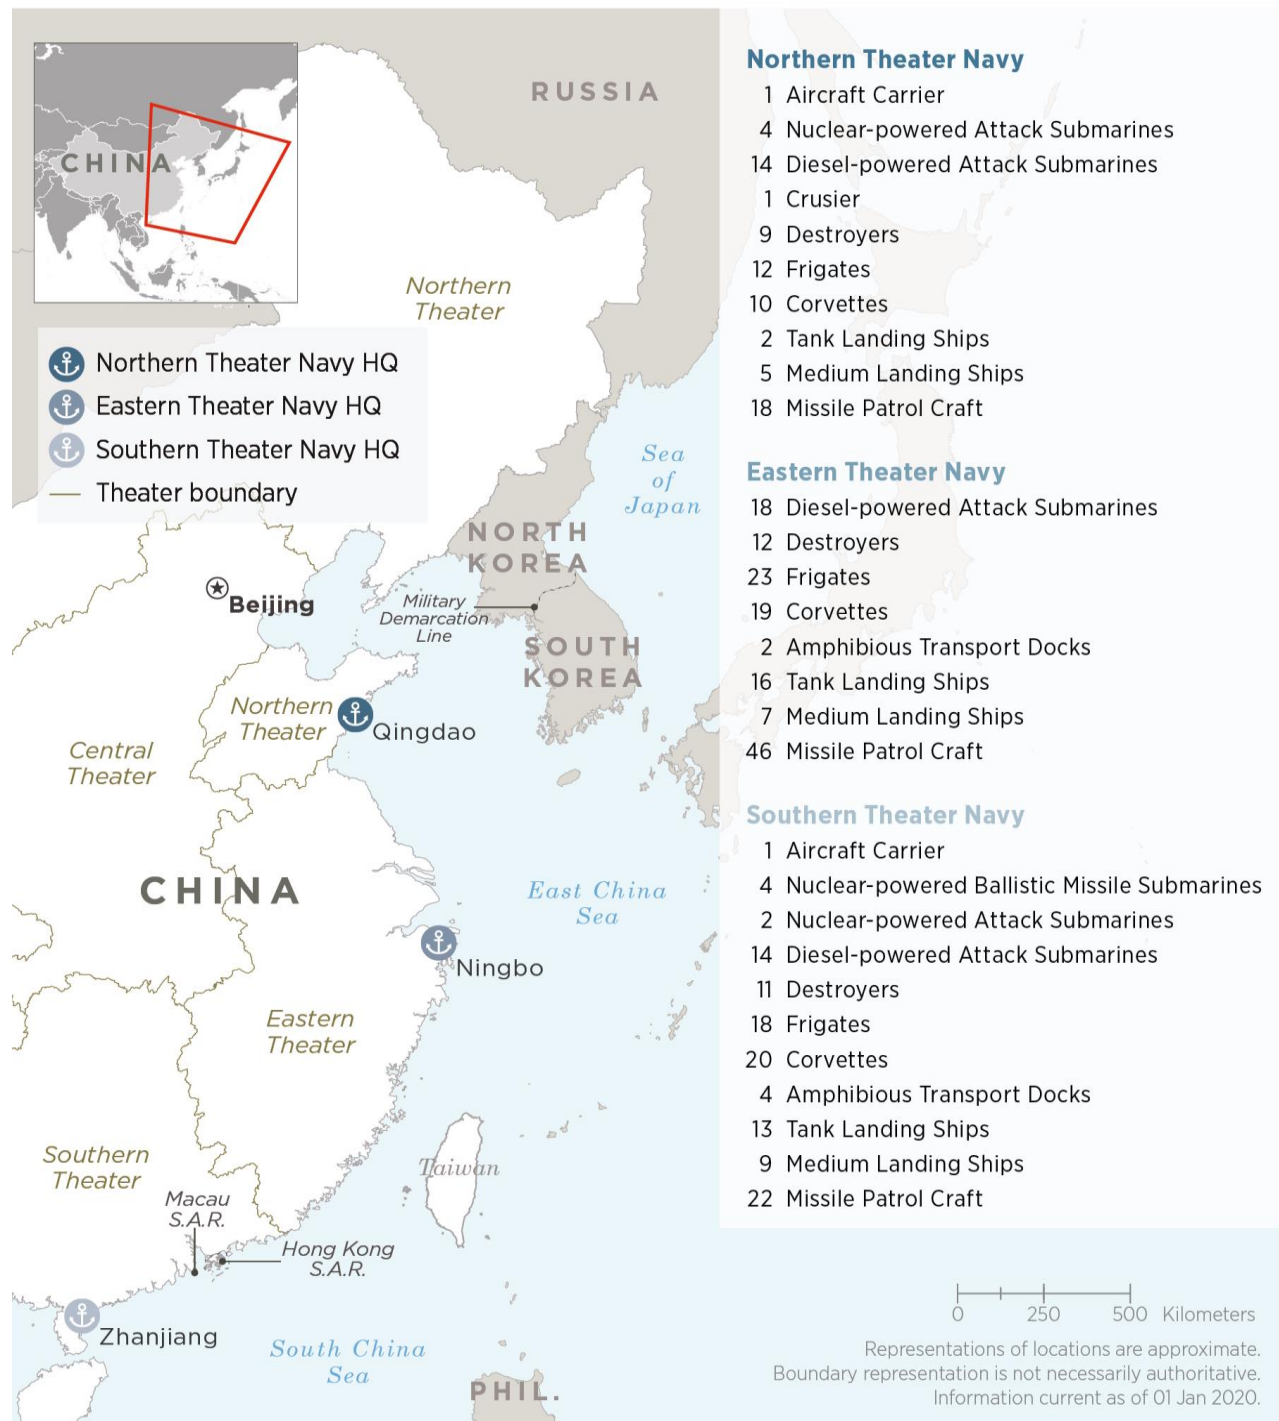 RUSSIA
CHINA
Northern
Theater
Northern Theater Navy HQ
Eastern Theater Navy HQ
Southern Theater Navy HQ
Theater boundary
Sea
of
Japan
NORTH
KOREA
Beijing
Military
Demarcation
Line
SOUTH
KOREA
Northern
Theater
Qingdao
Central
Theater
CHINA
East China
Sea
Ningbo
Eastern
Theater
Southern
Theater
Taiwan
Macau
S.A.R.
Hong Kong
S.A.R.
Zhanjiang
South China
Sea
PHIL.
Northern Theater Navy
1 Aircraft Carrier
4 Nuclear-powered Attack Submarines
14 Diesel-powered Attack Submarines
1 Crusier
9 Destroyers
12 Frigates
10 Corvettes
2 Tank Landing Ships
5 Medium Landing Ships
18 Missile Patrol Craft
Eastern Theater Navy
18 Diesel-powered Attack Submarines
12 Destroyers
23 Frigates
19 Corvettes
2 Amphibious Transport Docks
16 Tank Landing Ships
7 Medium Landing Ships
46 Missile Patrol Craft
Southern Theater Navy
1 Aircraft Carrier
4 Nuclear-powered Ballistic Missile Submarines
2 Nuclear-powered Attack Submarines
14 Diesel-powered Attack Submarines
11 Destroyers
18 Frigates
20 Corvettes
4 Amphibious Transport Docks
13 Tank Landing Ships
9 Medium Landing Ships
22 Missile Patrol Craft
0 250 500 Kilometers
Representations of locations are approximate.
Boundary representation is not necessarily authoritative.
Information current as of 01 Jan 2020.